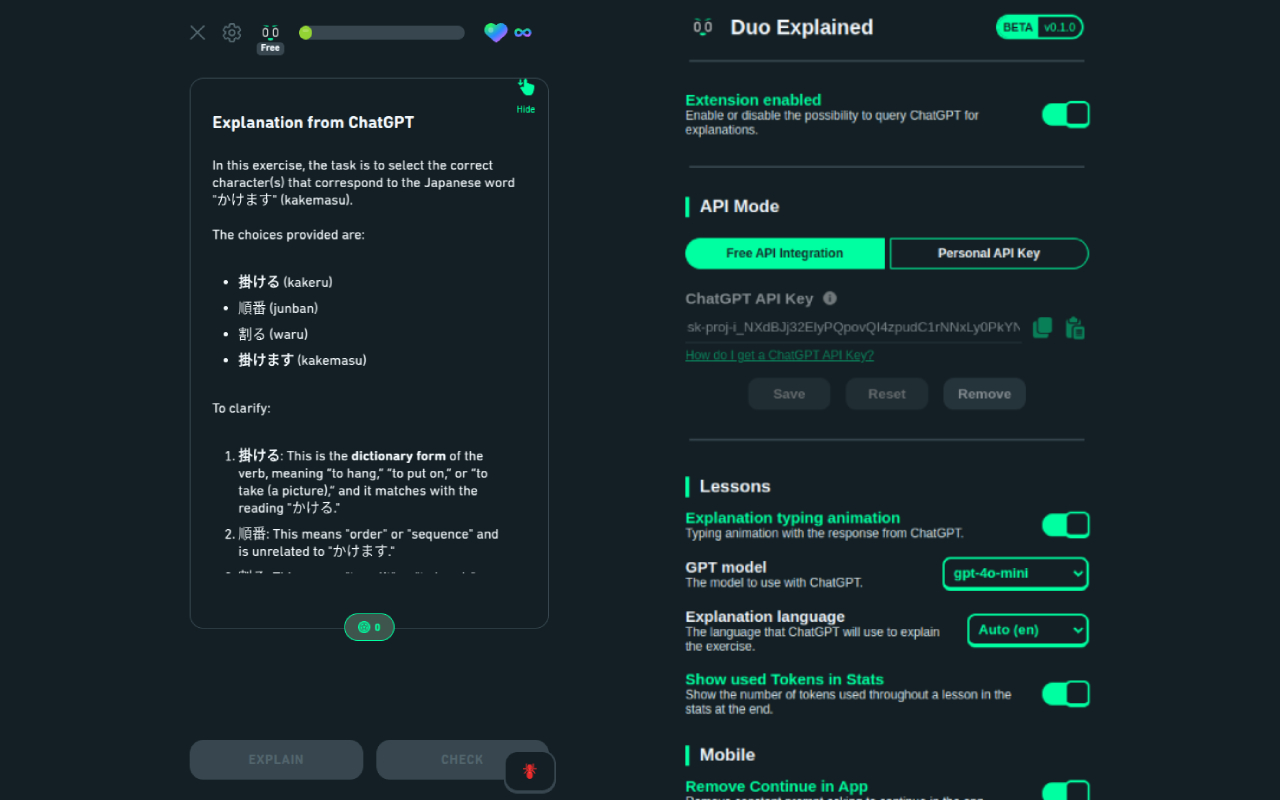 Free
Explanation from ChatGPT
Hide
In this exercise, the task is to select the correct
character(s) that correspond to the Japanese word
"かけます" (kakemasu).
The choices provided are:
• 掛ける (kakeru)
• 順番 (junban)
• 割る (waru)
• 掛けます (kakemasu)
To clarify:
1. 掛ける: This is the dictionary form of the
verb, meaning "to hang," "to put on," or "to
take (a picture)," and it matches with the
reading "かける."
2. 順番: This means "order" or "sequence" and
is unrelated to "かけます."
0
EXPLAIN
CHECK
Duo Explained
BETA v0.1.0
Extension enabled
Enable or disable the possibility to query ChatGPT for
explanations.
API Mode
Free API Integration
Personal API Key
ChatGPT API Key
How do I get a ChatGPT API Key?
Save
Reset
Remove
Lessons
Explanation typing animation
Typing animation with the response from ChatGPT.
GPT model
The model to use with ChatGPT.
gpt-4o-mini
Explanation language
The language that ChatGPT will use to explain
the exercise.
Auto (en)
Show used Tokens in Stats
Show the number of tokens used throughout a lesson in the
stats at the end.
Mobile
Remove Continue in App